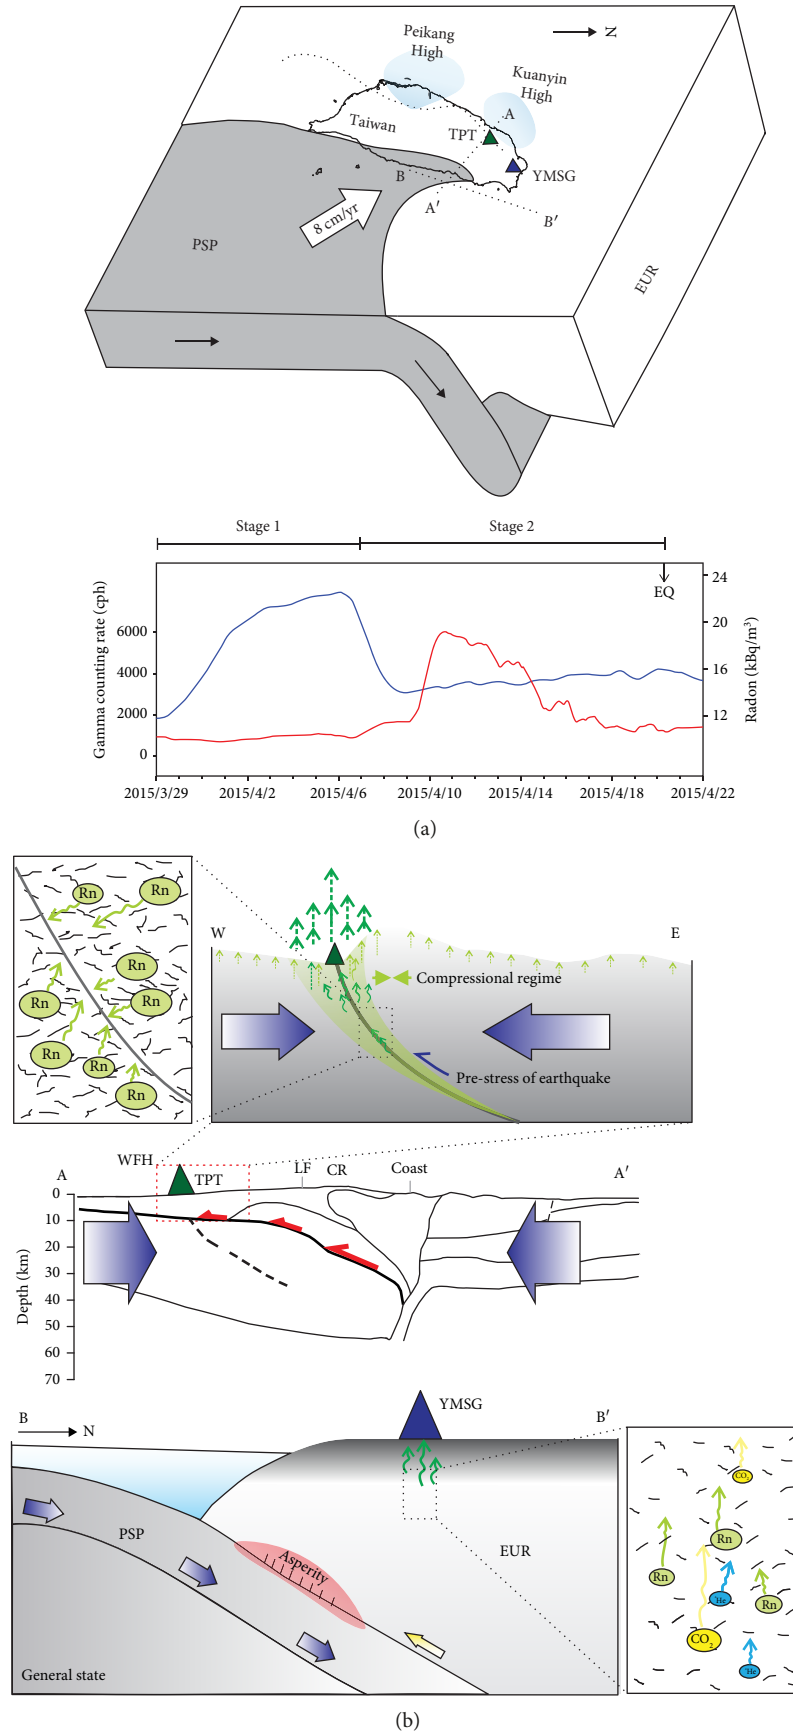 N
Peikang
High
Kuanyin
High
A
Taiwan
TPT
B
YMSG
A′
B′
8 cm/yr
PSP
EUR
Stage 1
Stage 2
Gamma counting rate (cph)
6000
4000
2000
0
EQ
24
20
16
12
Radon (kBq/m³)
2015/3/29
2015/4/2
2015/4/6
2015/4/10
2015/4/14
2015/4/18
2015/4/22
(a)
Rn
Rn
Rn
Rn
Rn
Rn
Rn
Rn
W
E
Compressional regime
Pre-stress of earthquake
A
WFH
TPT
LF
CR
Coast
A′
Depth (km)
0
10
20
30
40
50
60
70
B
N
YMSG
B′
PSP
Asperity
EUR
General state
CO₂
Rn
Rn
He
Rn
CO₂
He
(b)